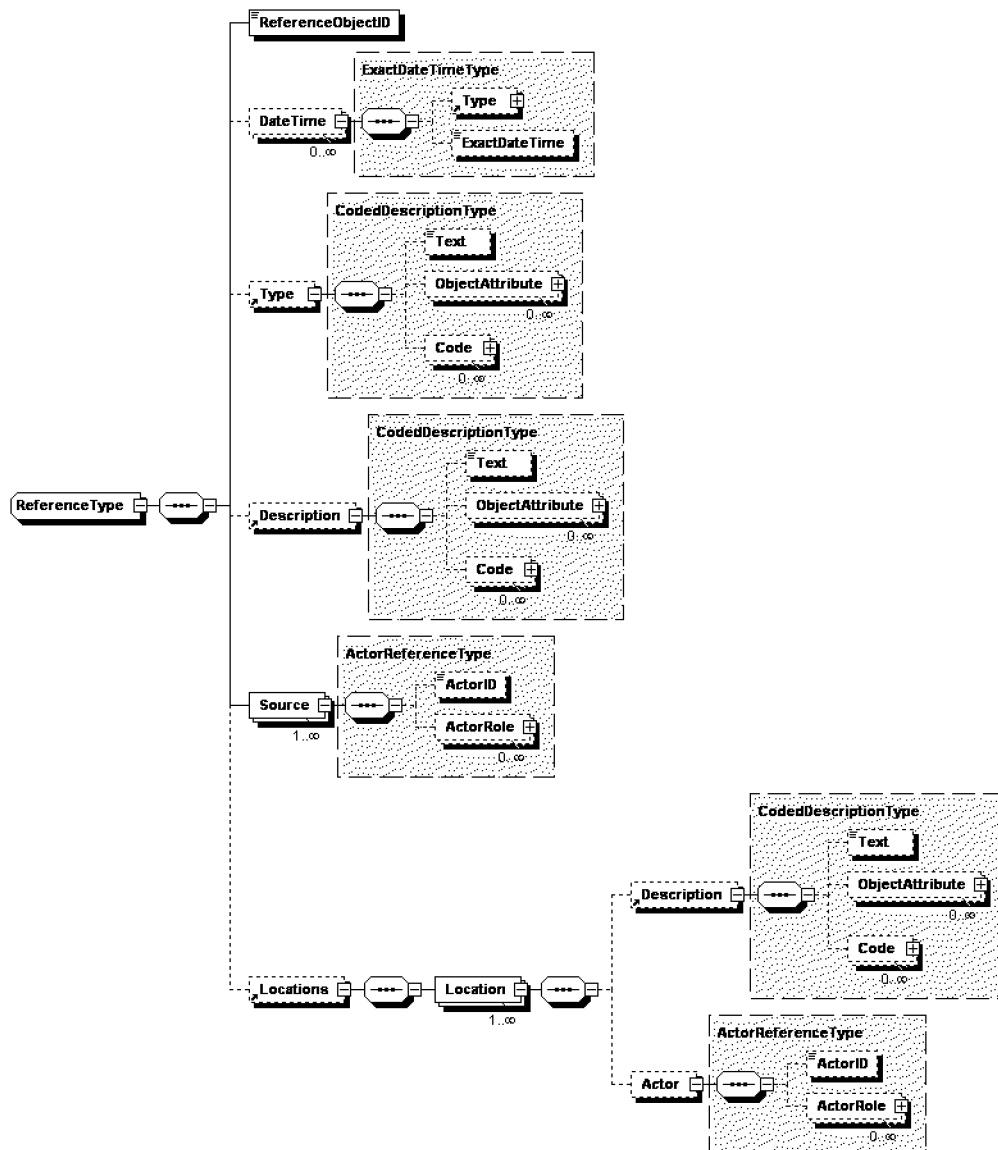 ReferenceObjectID
ExactDateTimeType
Type
DateTime
ExactDateTime
0..∞
CodedDescriptionType
Text
ObjectAttribute
Type
0..∞
Code
0..∞
CodedDescriptionType
Text
ReferenceType
Description
ObjectAttribute
0..∞
Code
0..∞
ActorReferenceType
ActorID
Source
ActorRole
1..∞
0..∞
CodedDescriptionType
Text
Description
ObjectAttribute
0..∞
Code
0..∞
Locations
Location
1..∞
ActorReferenceType
ActorID
Actor
ActorRole
0..∞